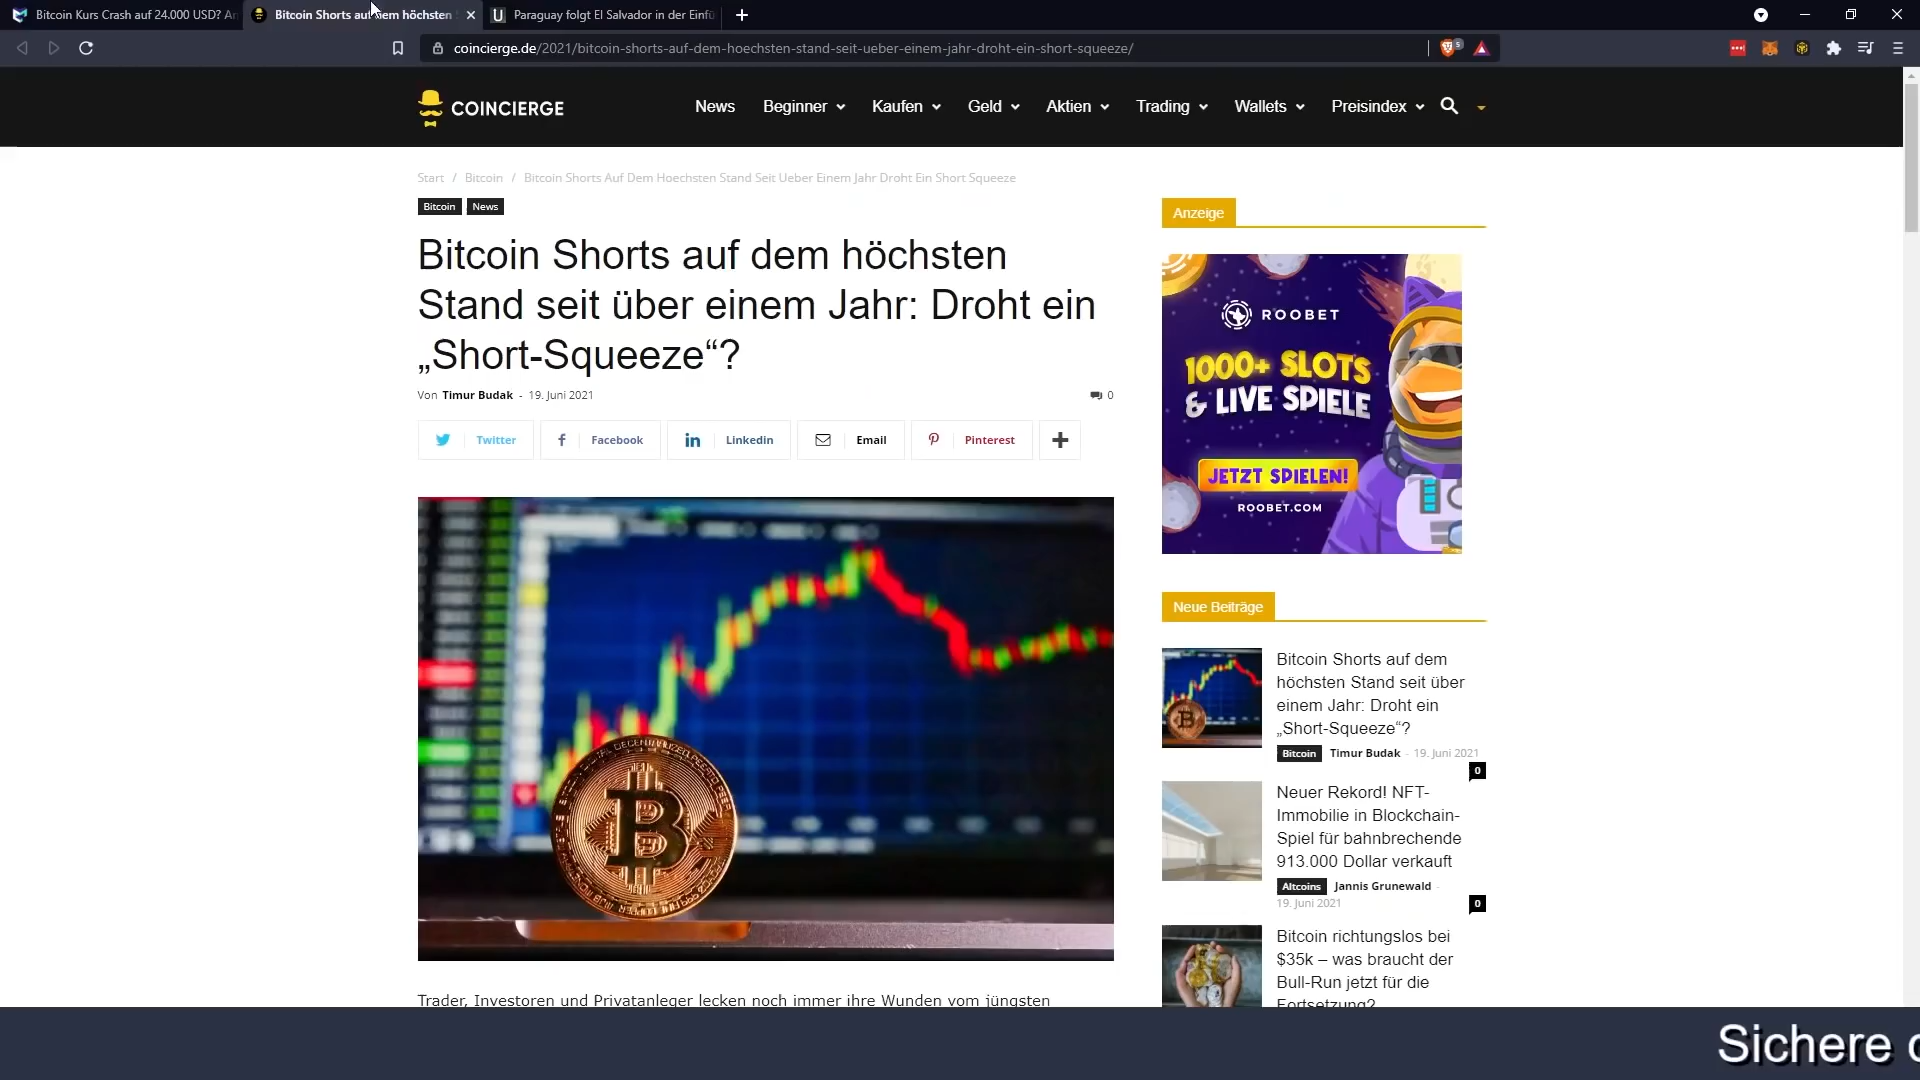 Bitcoin Kurs Crash auf 24.000 USD? An
Bitcoin Shorts auf dem höchsten
Paraguay folgt El Salvador in der Einfü
coincierge.de/2021/bitcoin-shorts-auf-dem-hoechsten-stand-seit-ueber-einem-jahr-droht-ein-short-squeeze/
COINCIERGE
News
Beginner
Kaufen
Geld
Aktien
Trading
Wallets
Preisindex
Start / Bitcoin / Bitcoin Shorts Auf Dem Hoechsten Stand Seit Ueber Einem Jahr Droht Ein Short Squeeze
Bitcoin
News
Bitcoin Shorts auf dem höchsten
Stand seit über einem Jahr: Droht ein
„Short-Squeeze“?
Von Timur Budak - 19. Juni 2021
0
Twitter
Facebook
Linkedin
Email
Pinterest
Trader, Investoren und Privatanleger lecken noch immer ihre Wunden vom jüngsten
Anzeige
ROOBET
1000+ SLOTS
& LIVE SPIELE
JETZT SPIELEN!
ROOBET.COM
Neue Beiträge
Bitcoin Shorts auf dem
höchsten Stand seit über
einem Jahr: Droht ein
„Short-Squeeze“?
Bitcoin Timur Budak - 19. Juni 2021
0
Neuer Rekord! NFT-
Immobilie in Blockchain-
Spiel für bahnbrechende
913.000 Dollar verkauft
Altcoins Jannis Grunewald -
19. Juni 2021
0
Bitcoin richtungslos bei
$35k – was braucht der
Bull-Run jetzt für die
Fortsetzung?
Sichere